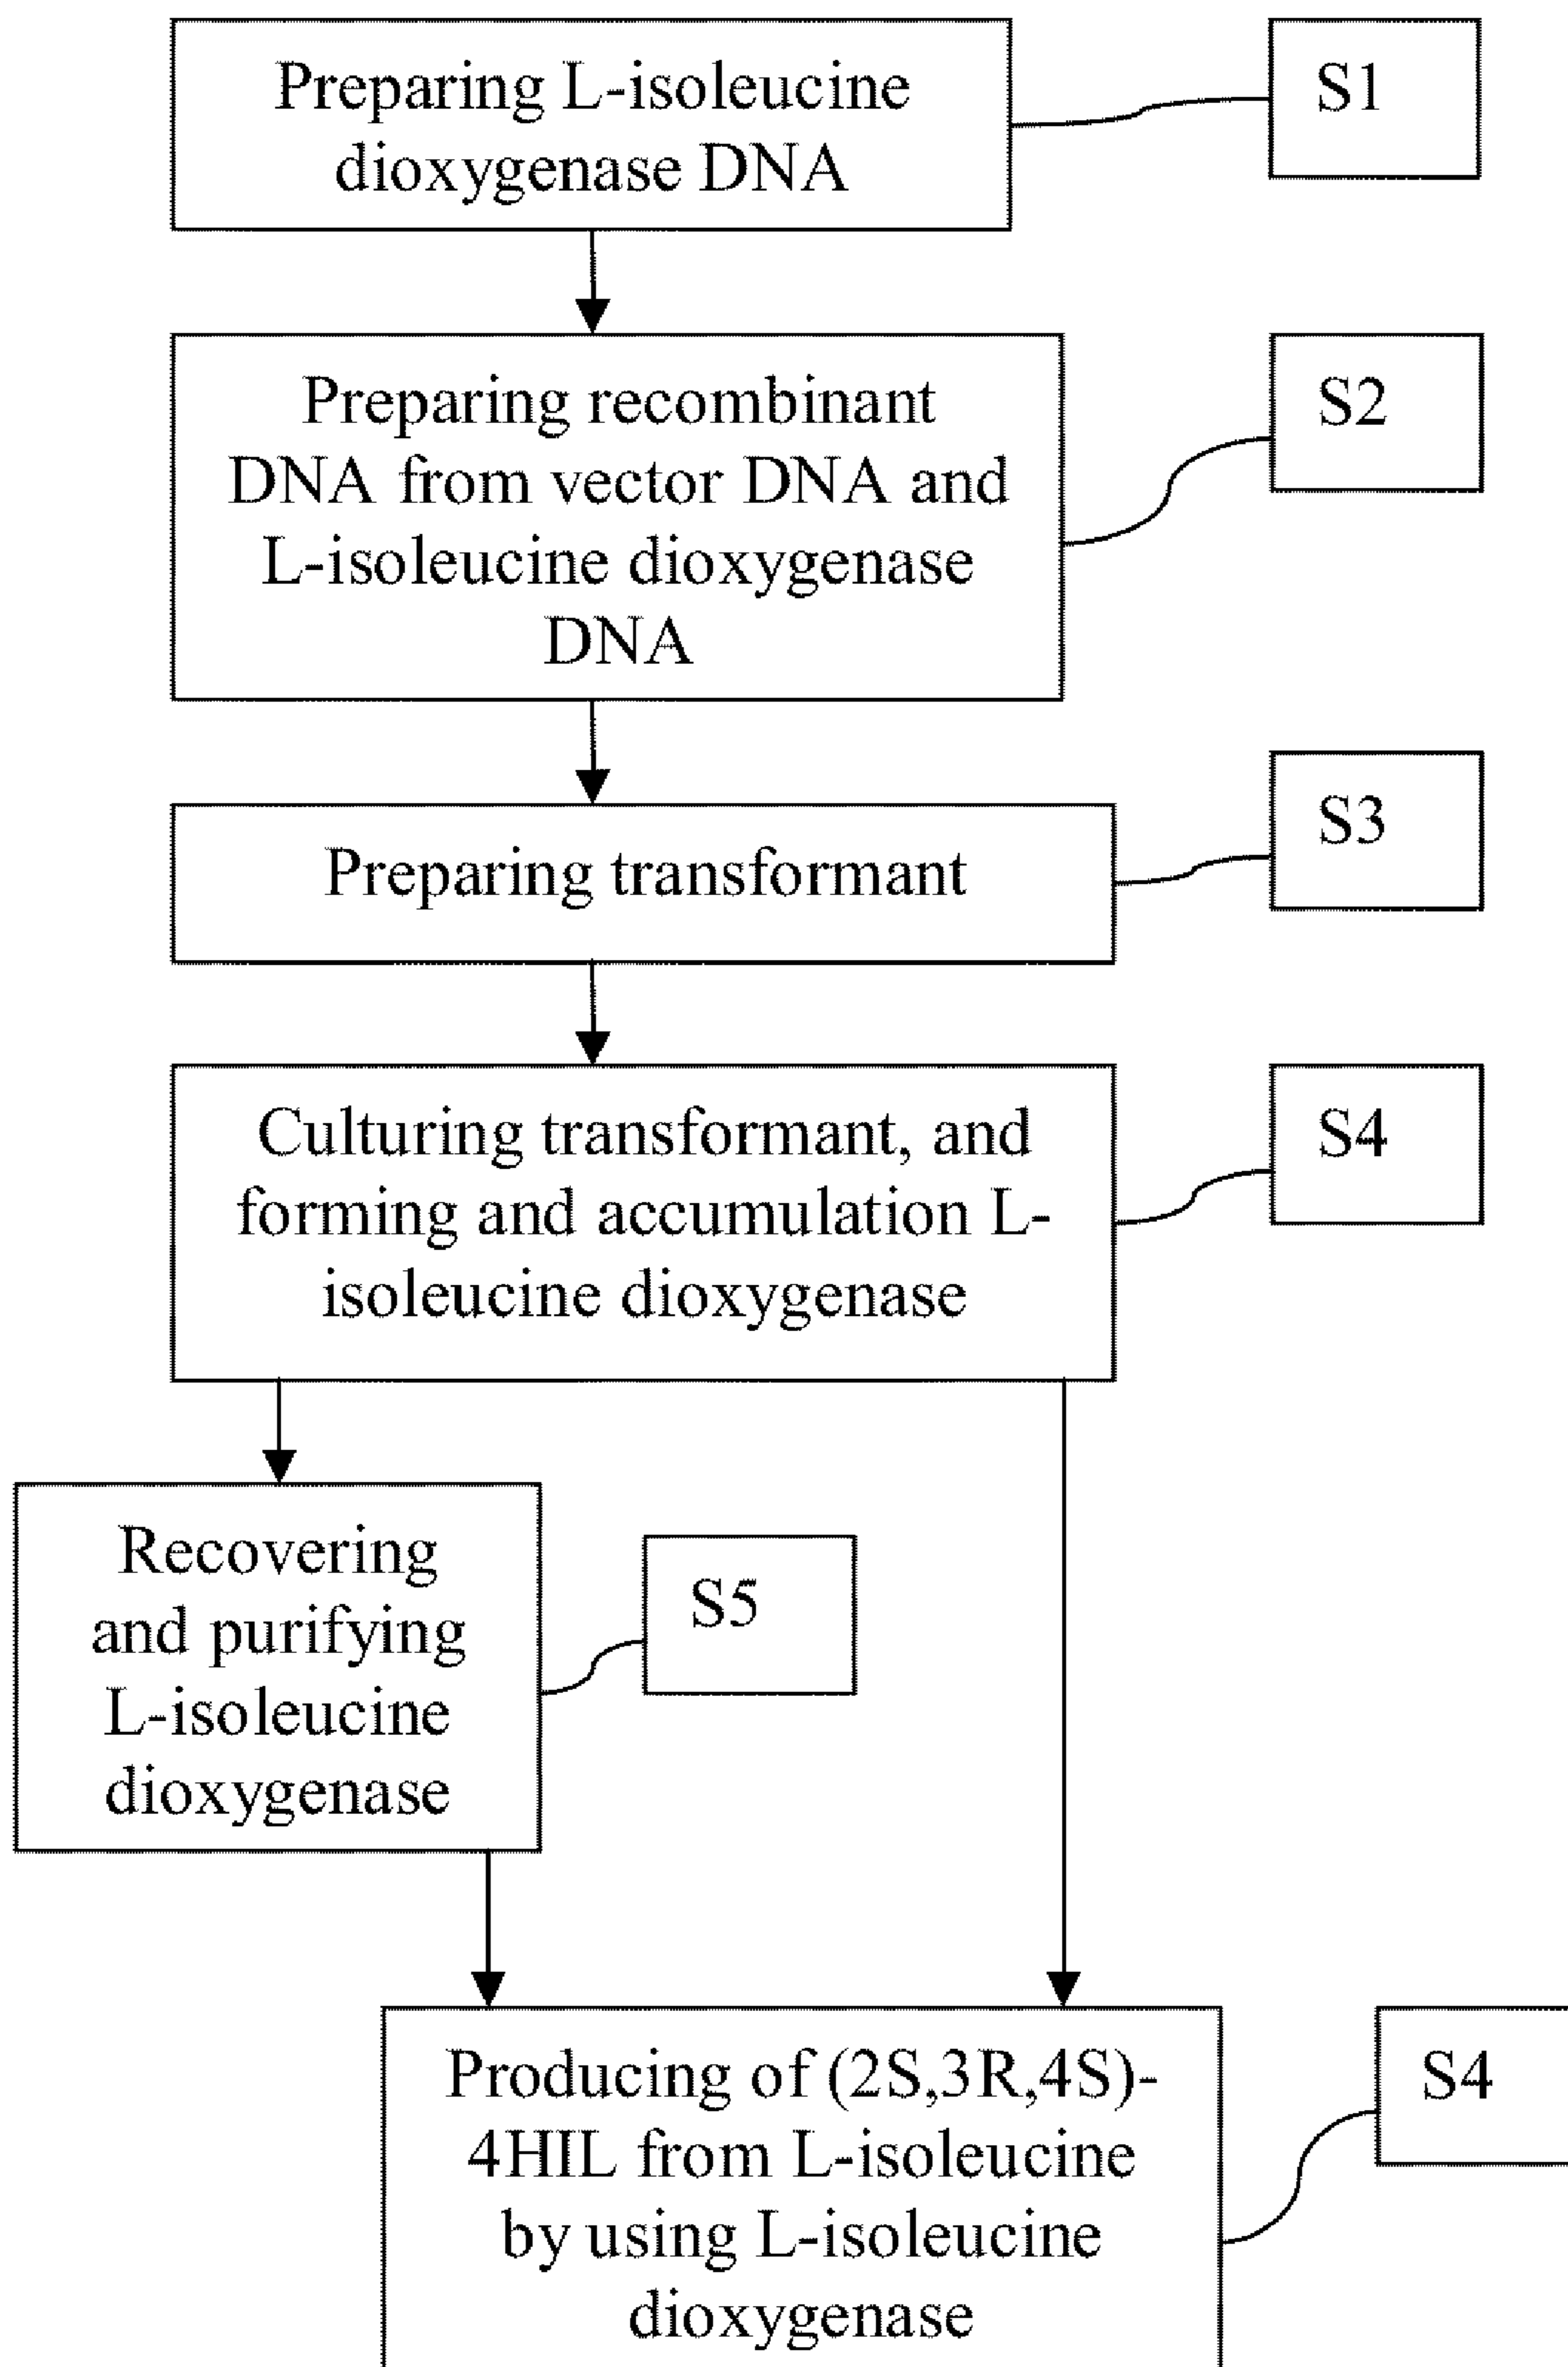 Preparing L-isoleucine
dioxygenase DNA
S1
Preparing recombinant
DNA from vector DNA and
L-isoleucine dioxygenase
DNA
S2
Preparing transformant
S3
Culturing transformant, and
forming and accumulation L-
isoleucine dioxygenase
S4
Recovering
and purifying
L-isoleucine
dioxygenase
S5
Producing of (2S,3R,4S)-
4HIL from L-isoleucine
by using L-isoleucine
dioxygenase
S4